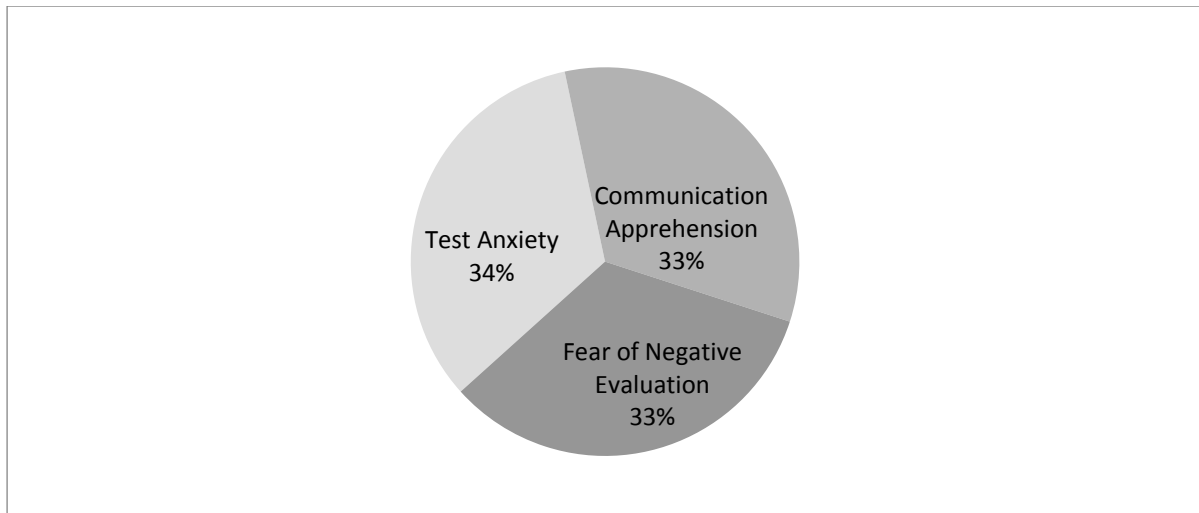 Communication
Apprehension
33%
Test Anxiety
34%
Fear of Negative
Evaluation
33%